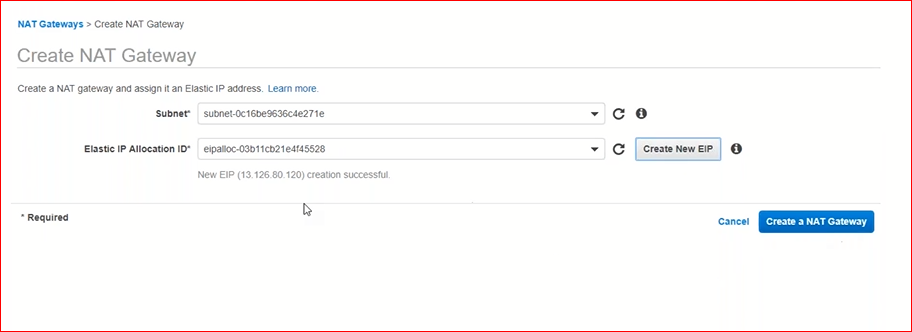 NAT Gateways > Create NAT Gateway
Create NAT Gateway
Create a NAT gateway and assign it an Elastic IP address. Learn more.
Subnet* subnet-0c16be9636c4e271e
Elastic IP Allocation ID* eipalloc-03b11cb21e4f45528 Create New EIP
New EIP (13.126.80.120) creation successful.
* Required Cancel Create a NAT Gateway